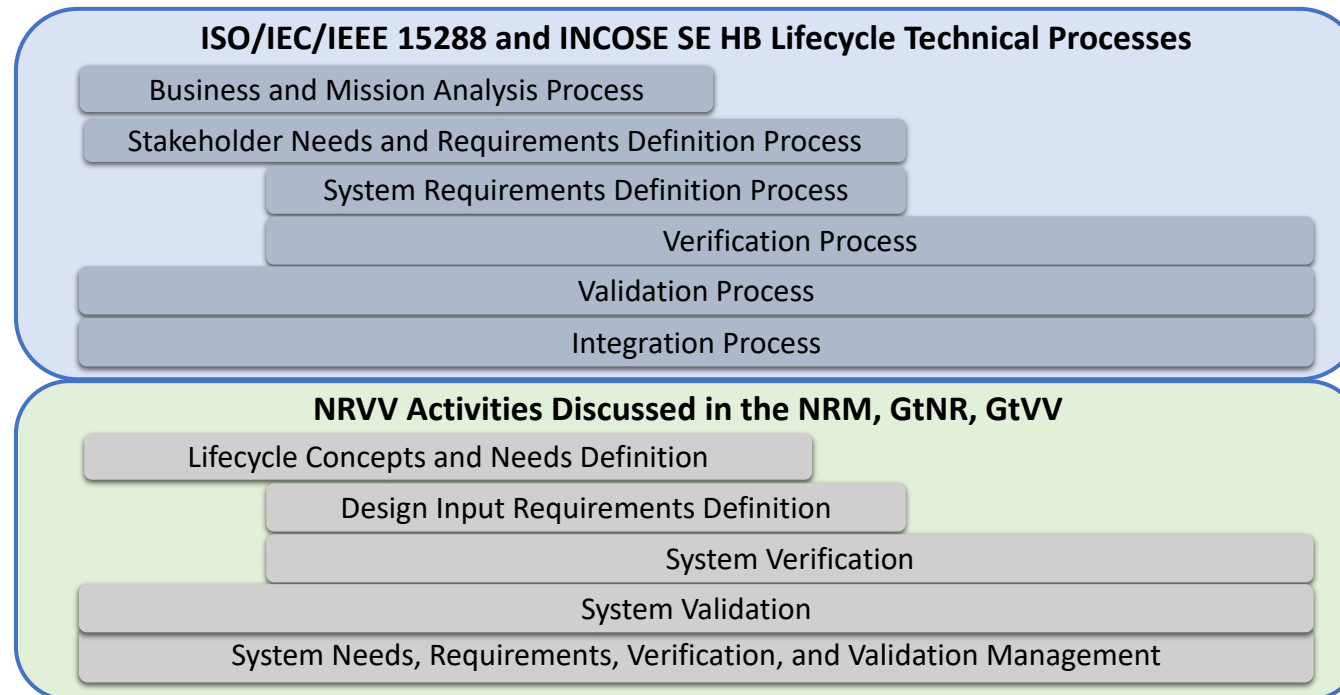 ISO/IEC/IEEE 15288 and INCOSE SE HB Lifecycle Technical Processes
Business and Mission Analysis Process
Stakeholder Needs and Requirements Definition Process
System Requirements Definition Process
Verification Process
Validation Process
Integration Process
NRVV Activities Discussed in the NRM, GtNR, GtVV
Lifecycle Concepts and Needs Definition
Design Input Requirements Definition
System Verification
System Validation
System Needs, Requirements, Verification, and Validation Management